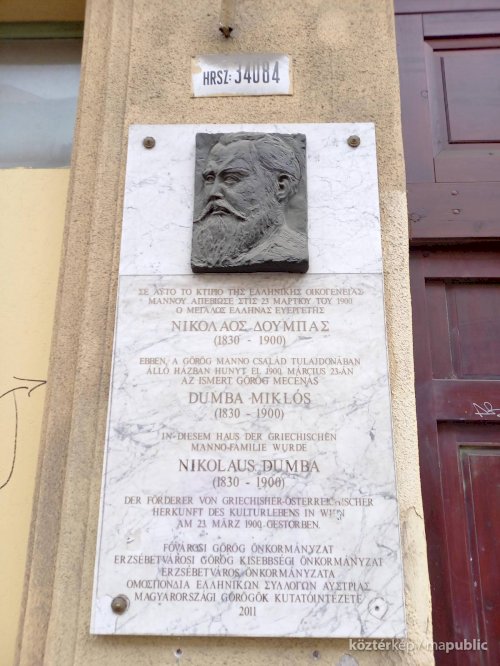 HRSZ: 34084
ΣΕ ΑΥΤΟ ΤΟ ΚΤΙΡΙΟ ΤΗΣ ΕΛΛΗΝΙΚΗΣ ΟΙΚΟΓΕΝΕΙΑΣ
ΜΑΝΝΟΥ ΑΠΕΒΙΩΣΕ ΣΤΙΣ 23 ΜΑΡΤΙΟΥ ΤΟΥ 1900
Ο ΜΕΓΑΛΟΣ ΕΛΛΗΝΑΣ ΕΥΕΡΓΕΤΗΣ
ΝΙΚΟΛΑΟΣ ΔΟΥΜΠΑΣ
(1830 - 1900)
EBBEN, A GÖRÖG MANNO CSALÁD TULAJDONÁBAN
ÁLLÓ HÁZBAN HUNYT EL 1900. MÁRCIUS 23-ÁN
AZ ISMERT GÖRÖG MECÉNÁS
DUMBA MIKLÓS
(1830 - 1900)
IN DIESEM HAUS DER GRIECHISCHEN
MANNO-FAMILIE WURDE
NIKOLAUS DUMBA
(1830 - 1900)
DER FÖRDERER VON GRIECHISHER-ÖSTERREICHISCHER
HERKUNFT DES KULTURLEBENS IN WIEN
AM 23. MÄRZ 1900 GESTORBEN.
FŐVÁROSI GÖRÖG ÖNKORMÁNYZAT
ERZSÉBETVÁROSI GÖRÖG KISEBBSÉGI ÖNKORMÁNYZAT
ERZSÉBETVÁROS ÖNKORMÁNYZATA
ΟΜΟΣΠΟΝΔΙΑ ΕΛΛΗΝΙΚΩΝ ΣΥΛΛΟΓΩΝ ΑΥΣΤΡΙΑΣ
MAGYARORSZÁGI GÖRÖGÖK KUTATÓINTÉZETE
2011
köztérkép / mapublic